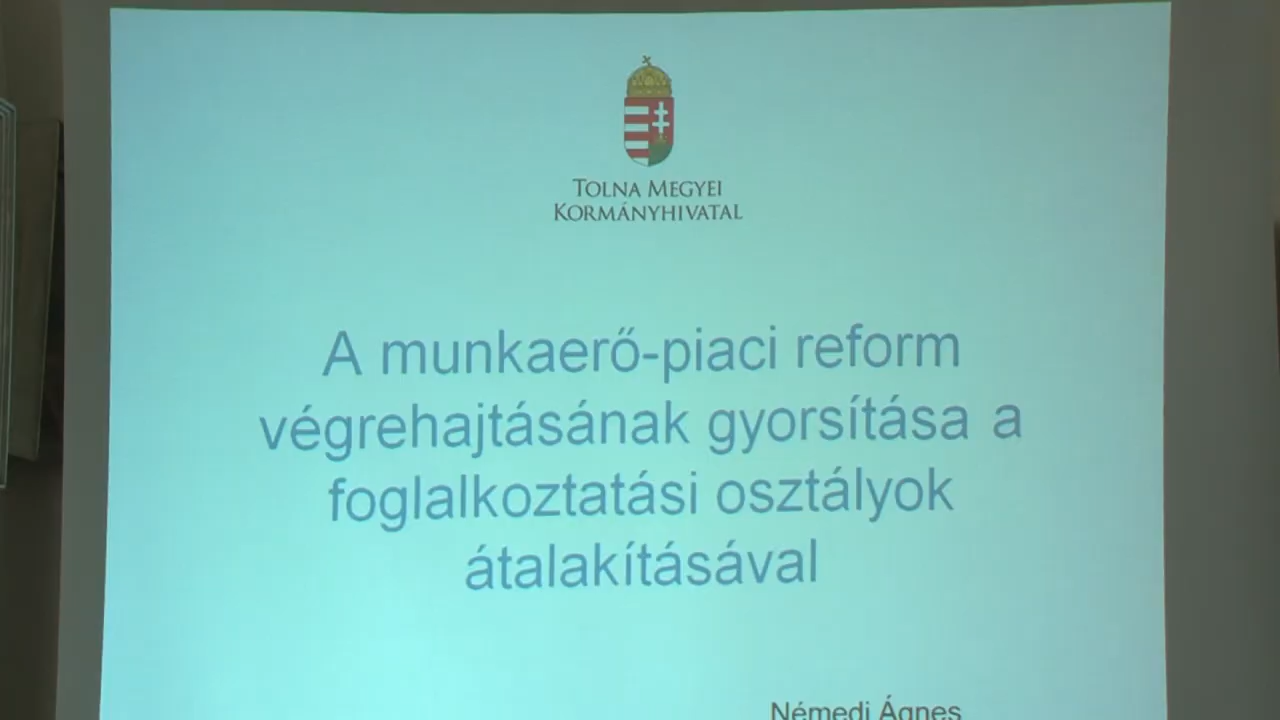 TOLNA MEGYEI
KORMÁNYHIVATAL
A munkaerő-piaci reform
végrehajtásának gyorsítása a
foglalkoztatási osztályok
átalakításával
Némedi Ágnes